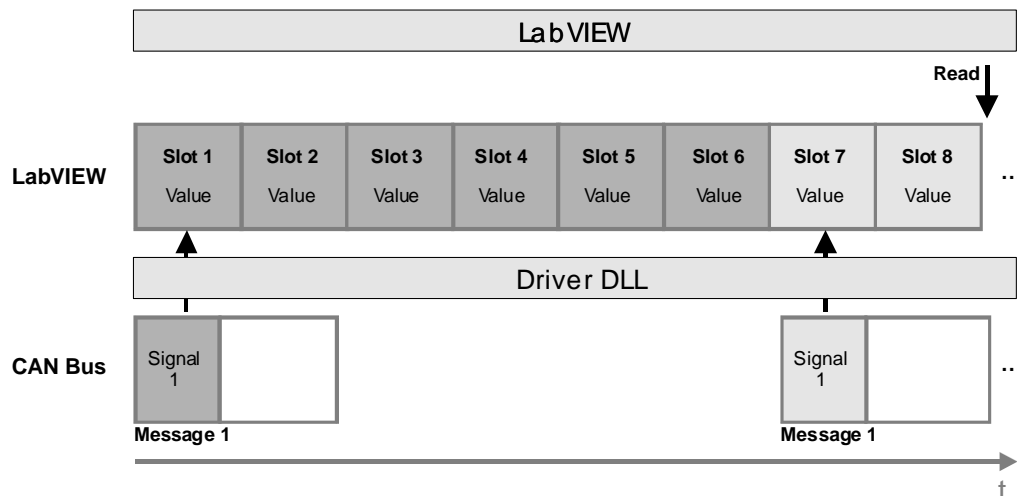 LabVIEW
Read
Slot 1 Slot 2 Slot 3 Slot 4 Slot 5 Slot 6 Slot 7 Slot 8
LabVIEW ..
Value Value Value Value Value Value Value Value
Driver DLL
CAN Bus
Signal 1
Signal 1
..
Message 1 Message 1
t